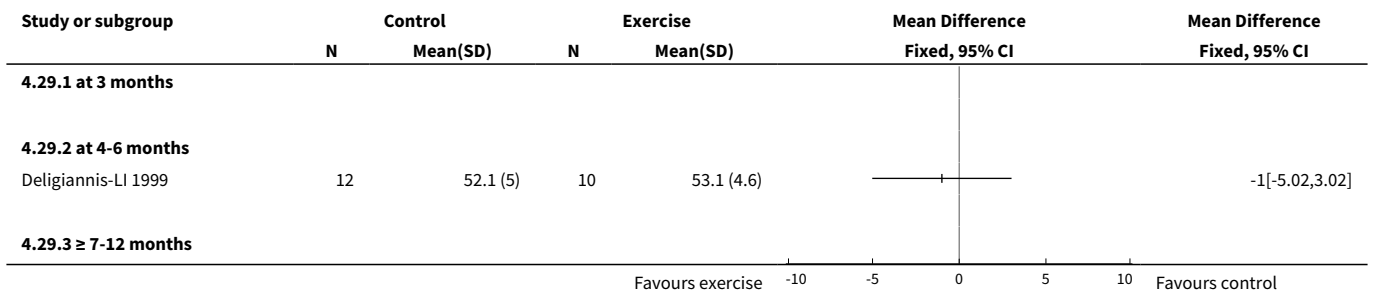 Study or subgroup Control Exercise Mean Difference Mean Difference
N Mean(SD) N Mean(SD) Fixed, 95% CI Fixed, 95% CI
4.29.1 at 3 months
4.29.2 at 4-6 months
Deligiannis-LI 1999 12 52.1 (5) 10 53.1 (4.6) -1[-5.02,3.02]
4.29.3 ≥ 7-12 months
Favours exercise -10 -5 0 5 10 Favours control